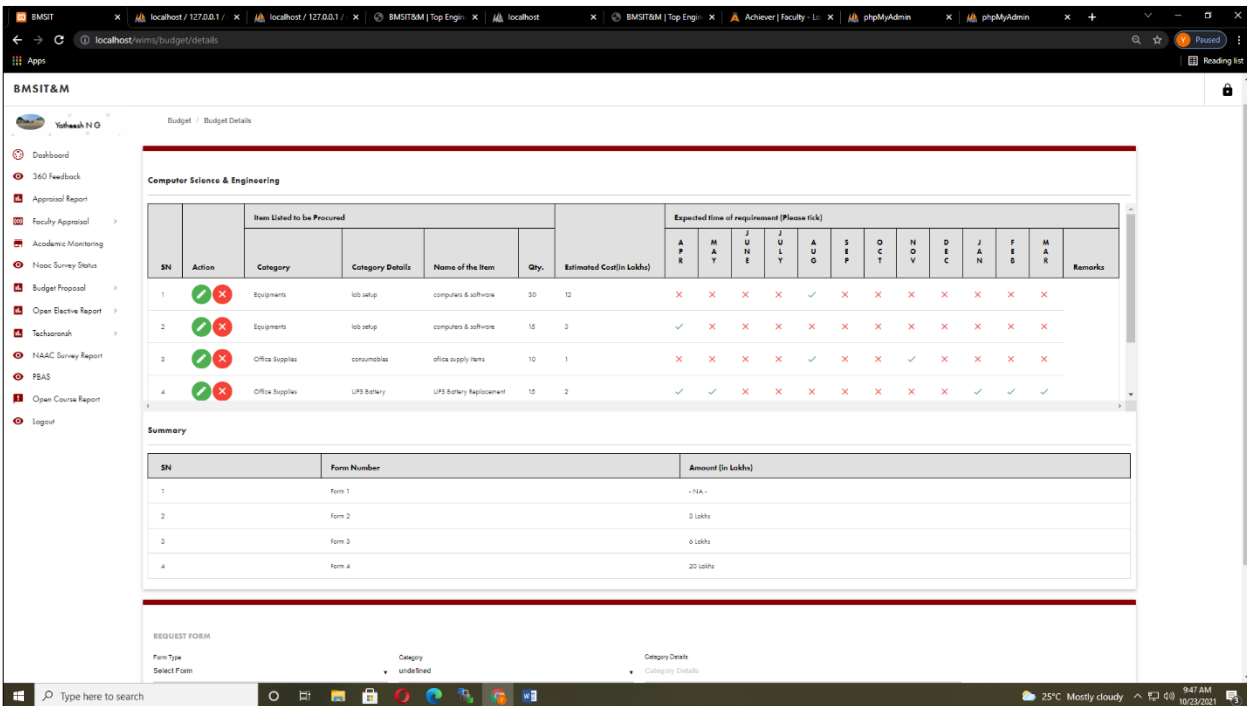 BMSIT
localhost / 127.0.0.1 /
localhost / 127.0.0.1 /
BMSIT&M | Top Engin
localhost
BMSIT&M | Top Engin
Achiever | Faculty - Lo
phpMyAdmin
phpMyAdmin
localhost/wims/budget/details
Y Paused
Apps
Reading list
BMSIT&M
Yatheesh N G
Budget / Budget Details
Dashboard
360 Feedback
Appraisal Report
Faculty Appraisal
Academic Monitoring
Naac Survey Status
Budget Proposal
Open Elective Report
Techsaransh
NAAC Survey Report
PBAS
Open Course Report
Logout
Computer Science & Engineering
Item Listed to be Procured Expected time of requirement (Please tick)
SN Action Category Category Details Name of the Item Qty. Estimated Cost(in Lakhs) APR MAY JUNE JULY AUG SEP OCT NOV DEC JAN FEB MAR Remarks
1 Equipments lab setup computers & software 30 12 ✕ ✕ ✕ ✕ ✓ ✕ ✕ ✕ ✕ ✕ ✕ ✕
2 Equipments lab setup computers & software 15 3 ✓ ✕ ✕ ✕ ✕ ✕ ✕ ✕ ✕ ✕ ✕ ✕
3 Office Supplies consumables office supply items 10 1 ✕ ✕ ✕ ✕ ✓ ✕ ✕ ✓ ✕ ✕ ✕ ✕
4 Office Supplies UPS Battery UPS Battery Replacement 15 2 ✓ ✓ ✕ ✕ ✕ ✕ ✕ ✕ ✕ ✓ ✓ ✓
Summary
SN Form Number Amount (in Lakhs)
1 Form 1 - NA -
2 Form 2 3 Lakhs
3 Form 3 6 Lakhs
4 Form 4 20 Lakhs
REQUEST FORM
Form Type Category Category Details
Select Form undefined Category Details
Type here to search
25°C Mostly cloudy
9:47 AM
10/23/2021